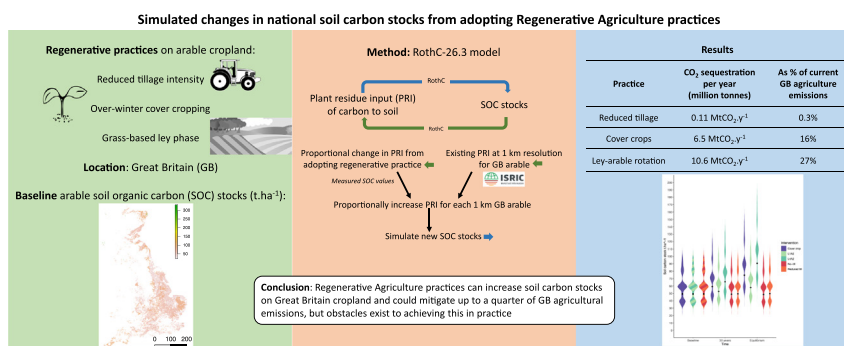 Simulated changes in national soil carbon stocks from adopting Regenerative Agriculture practices
Regenerative practices on arable cropland:
Reduced tillage intensity
Over-winter cover cropping
Grass-based ley phase
Location: Great Britain (GB)
Baseline arable soil organic carbon (SOC) stocks (t.ha⁻¹):
300
250
200
150
100
50
0 100 200
Method: RothC-26.3 model
RothC
Plant residue input (PRI)
of carbon to soil
SOC stocks
RothC
Proportional change in PRI from
adopting regenerative practice
Existing PRI at 1 km resolution
for GB arable
Measured SOC values
ISRIC
Proportionally increase PRI for each 1 km GB arable
Simulate new SOC stocks
Results
Practice
CO₂ sequestration
per year
(million tonnes)
As % of current
GB agriculture
emissions
Reduced tillage 0.11 MtCO₂.y⁻¹ 0.3%
Cover crops 6.5 MtCO₂.y⁻¹ 16%
Ley-arable rotation 10.6 MtCO₂.y⁻¹ 27%
Baseline
Time
Conclusion: Regenerative Agriculture practices can increase soil carbon stocks
on Great Britain cropland and could mitigate up to a quarter of GB agricultural
emissions, but obstacles exist to achieving this in practice